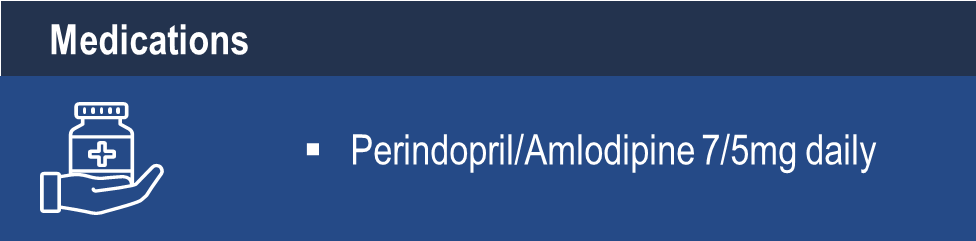 Medications
▪ Perindopril/Amlodipine 7/5mg daily